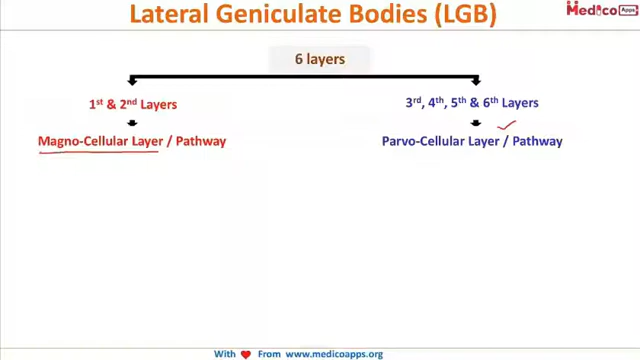 Lateral Geniculate Bodies (LGB)
Medico Apps
6 layers
1st & 2nd Layers
3rd, 4th, 5th & 6th Layers
Magno-Cellular Layer / Pathway
Parvo-Cellular Layer / Pathway
With ❤ From www.medicoapps.org